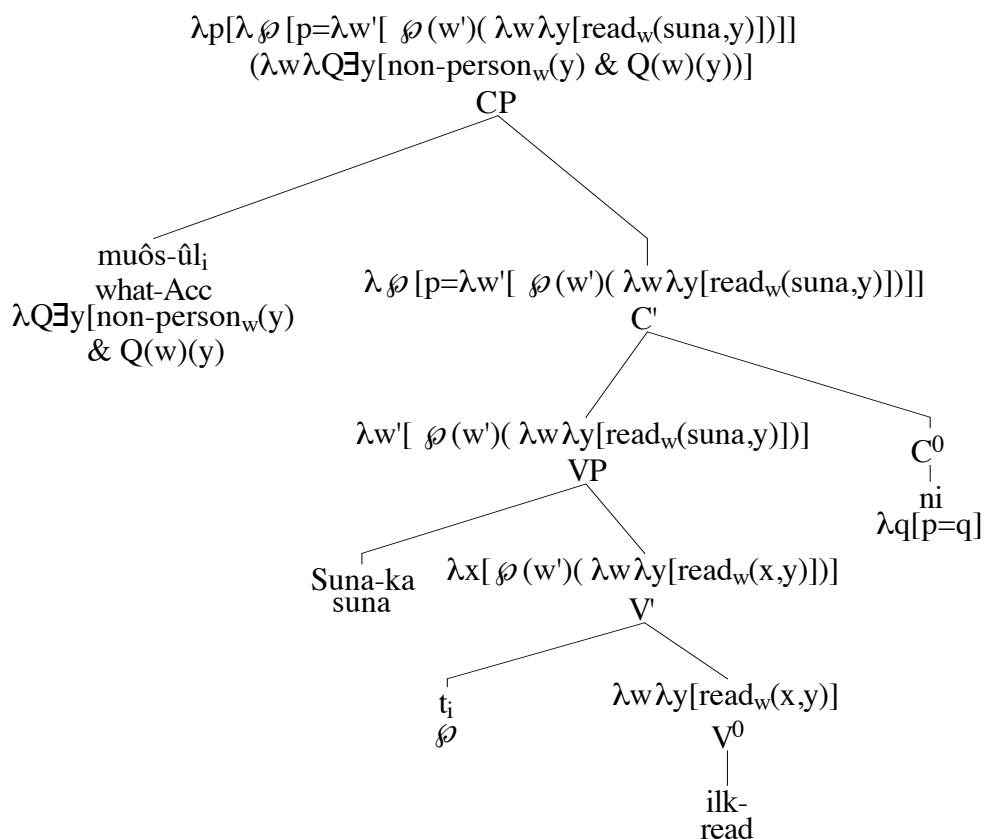 λp[λ℘[p=λw'[ ℘(w')( λwλy[read_w(suna,y)])]]
(λwλQ∃y[non-person_w(y) & Q(w)(y))]
CP
muôs-ûl_i
what-Acc
λQ∃y[non-person_w(y)
& Q(w)(y)
λ℘[p=λw'[ ℘(w')( λwλy[read_w(suna,y)])]]
C'
λw'[ ℘(w')( λwλy[read_w(suna,y)])]
VP
C⁰
ni
λq[p=q]
Suna-ka
suna
λx[℘(w')( λwλy[read_w(x,y)])]
V'
t_i
℘
λwλy[read_w(x,y)]
V⁰
ilk-
read